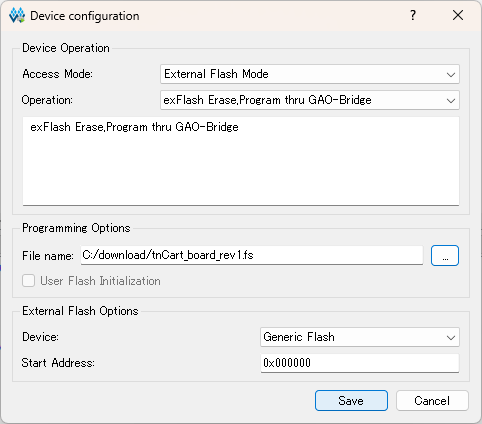 Device configuration
?
Device Operation
Access Mode:
External Flash Mode
Operation:
exFlash Erase,Program thru GAO-Bridge
exFlash Erase,Program thru GAO-Bridge
Programming Options
File name:
C:/download/tnCart_board_rev1.fs
...
User Flash Initialization
External Flash Options
Device:
Generic Flash
Start Address:
0x000000
Save
Cancel